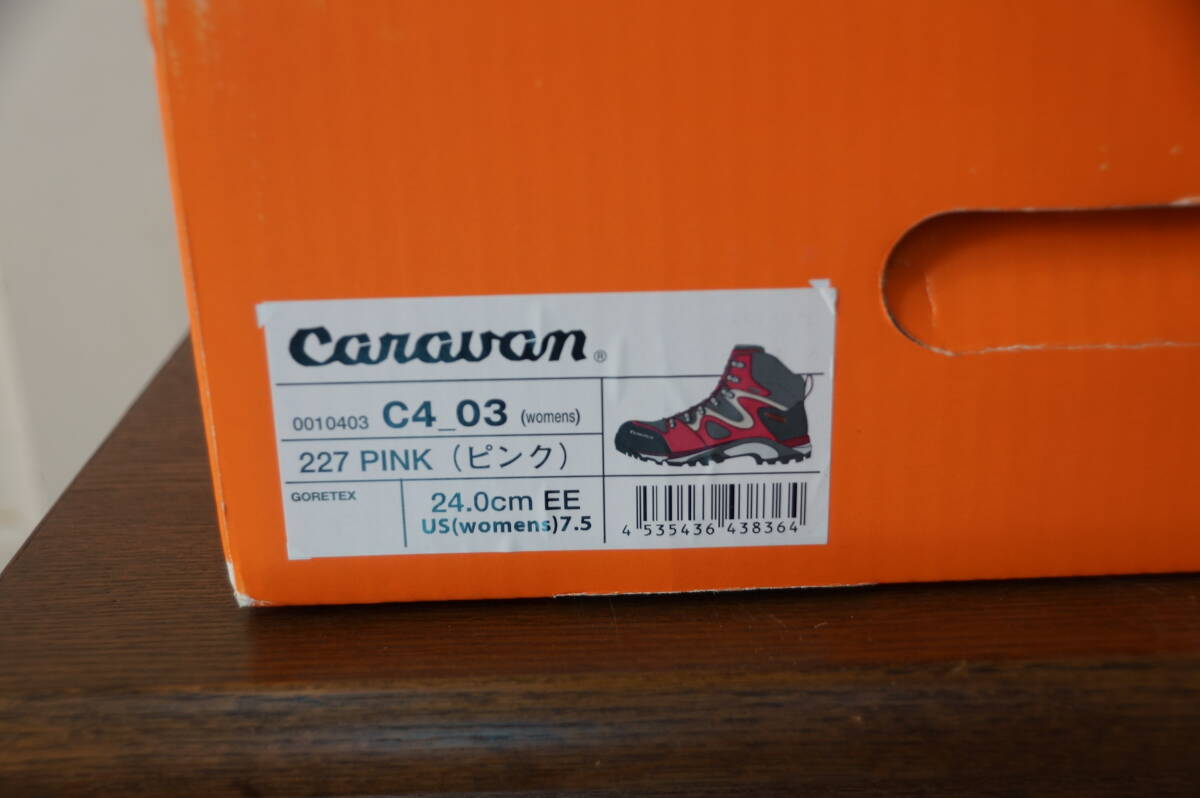 Caravan®
0010403 C4_03 (womens)
227 PINK (ピンク)
GORETEX
24.0cm EE
US(womens)7.5
4 535436 438364